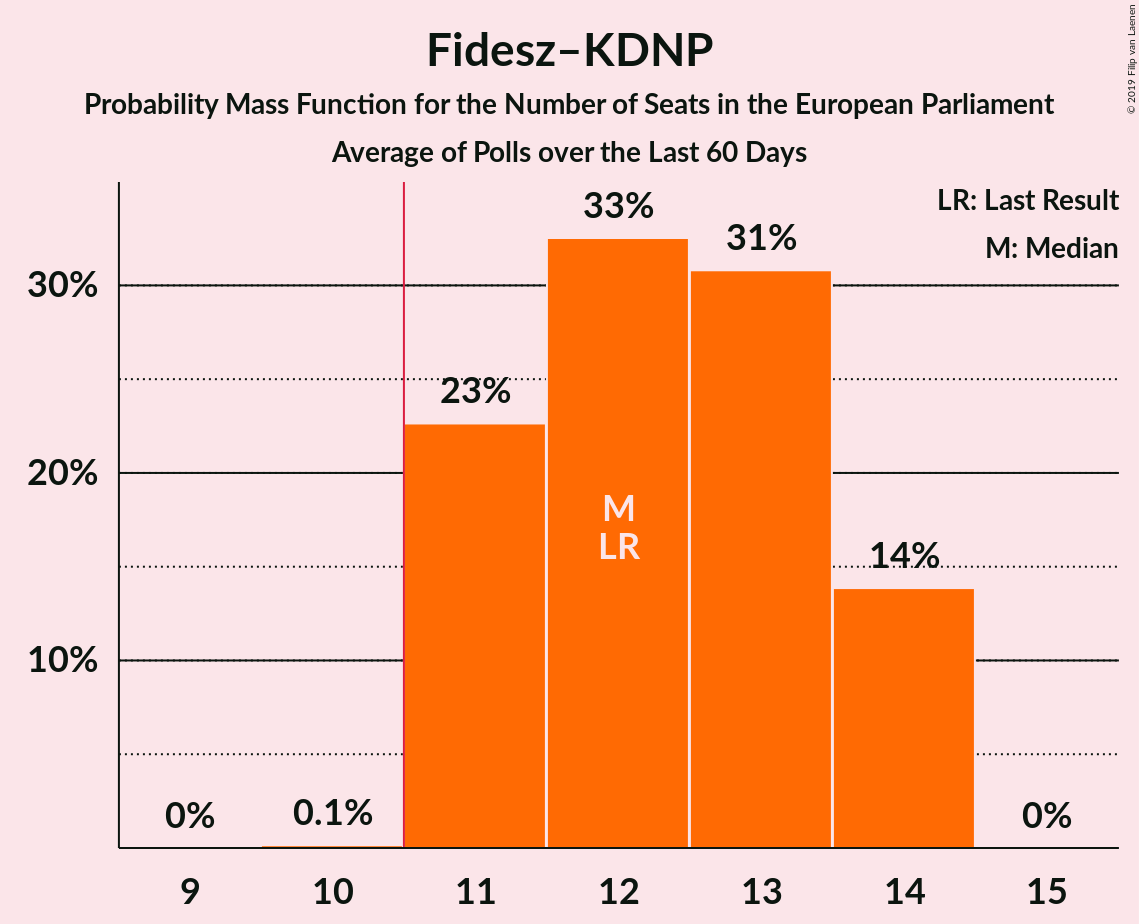 Fidesz–KDNP
Probability Mass Function for the Number of Seats in the European Parliament
Average of Polls over the Last 60 Days
© 2019 Filip van Laenen
LR: Last Result
M: Median
33%
31%
30%
23%
20%
M
LR
14%
10%
0%
0.1%
0%
9
10
11
12
13
14
15